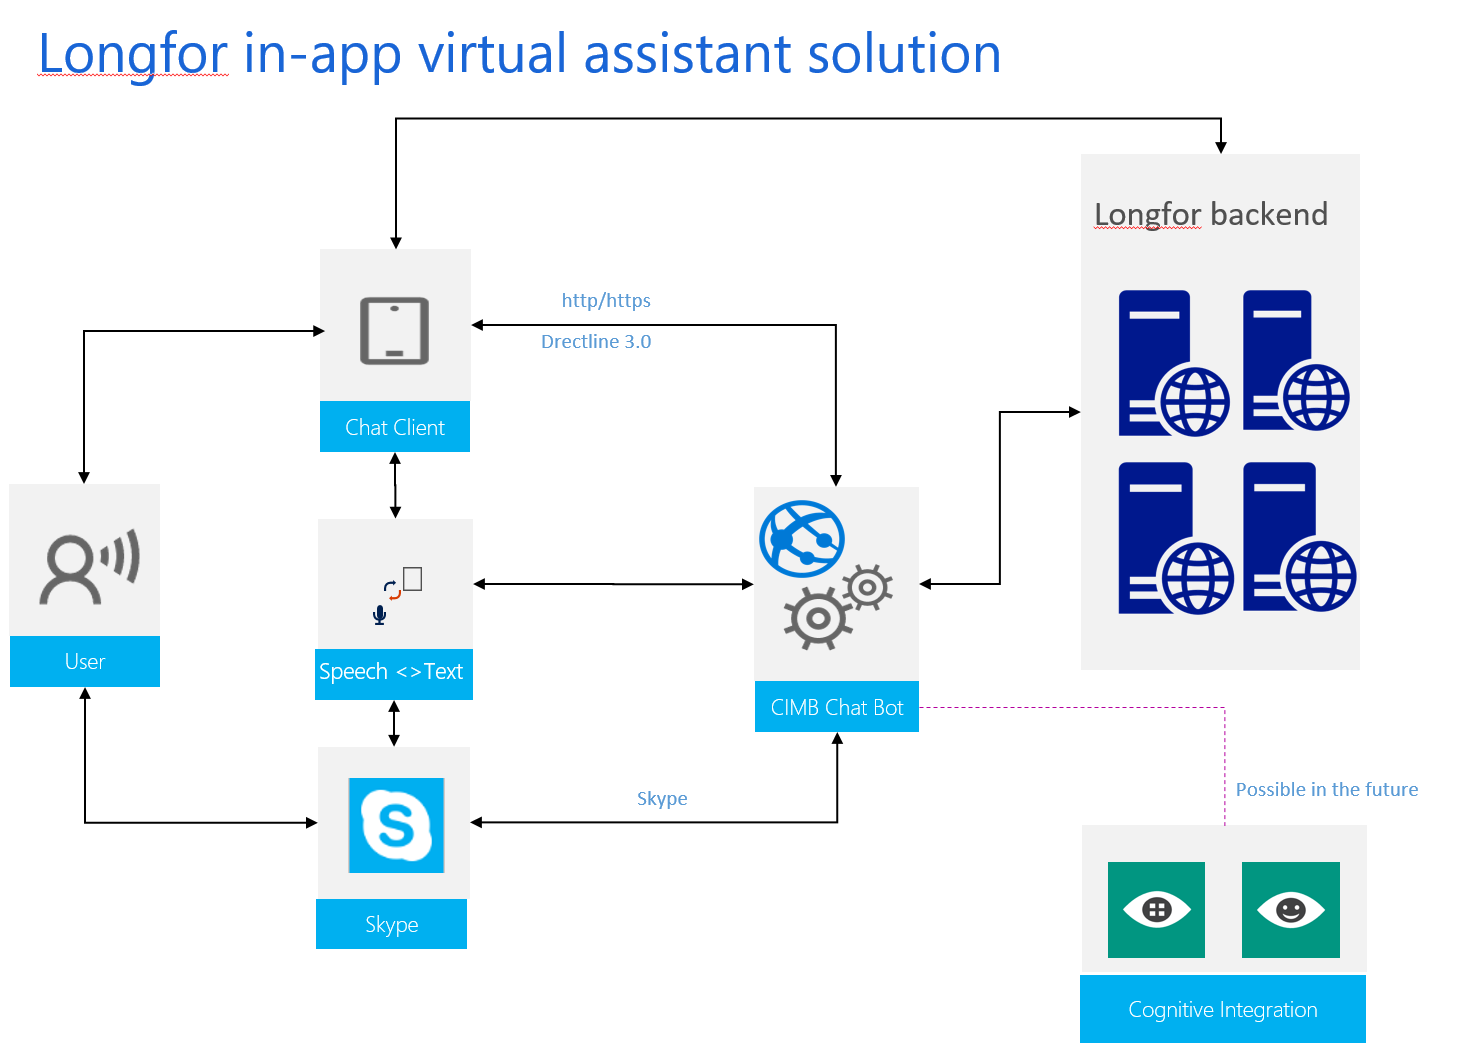 Longfor in-app virtual assistant solution
Longfor backend
http/https
Drectline 3.0
Chat Client
User
Speech <>Text
CIMB Chat Bot
Skype
Possible in the future
S
Skype
Cognitive Integration